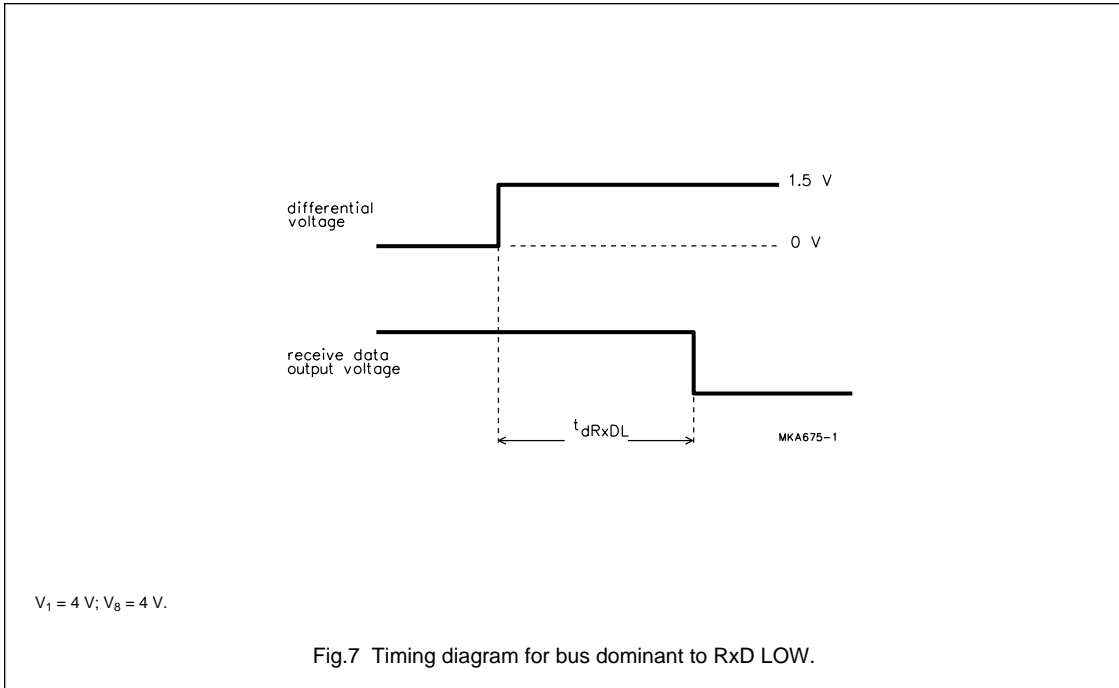 differential
voltage
1.5 V
0 V
receive data
output voltage
tdRxDL
MKA675-1
V1 = 4 V; V8 = 4 V.
Fig.7 Timing diagram for bus dominant to RxD LOW.